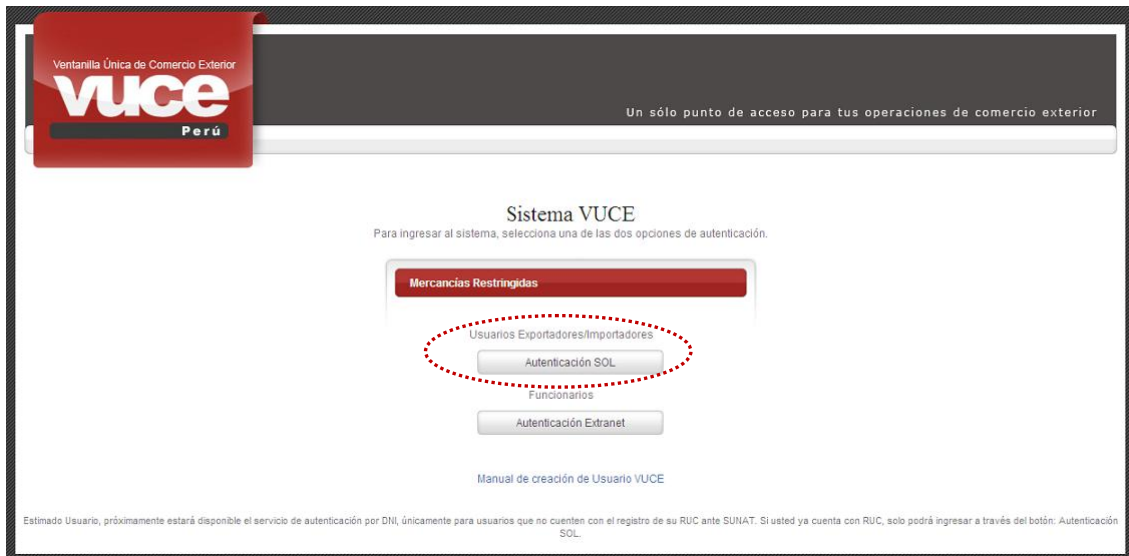 Ventanilla Única de Comercio Exterior
vuce
Perú
Un sólo punto de acceso para tus operaciones de comercio exterior
Sistema VUCE
Para ingresar al sistema, selecciona una de las dos opciones de autenticación.
Mercancías Restringidas
Usuarios Exportadores/Importadores
Autenticación SOL
Funcionarios
Autenticación Extranet
Manual de creación de Usuario VUCE
Estimado Usuario, próximamente estará disponible el servicio de autenticación por DNI, únicamente para usuarios que no cuenten con el registro de su RUC ante SUNAT. Si usted ya cuenta con RUC, solo podrá ingresar a través del botón: Autenticación
SOL.